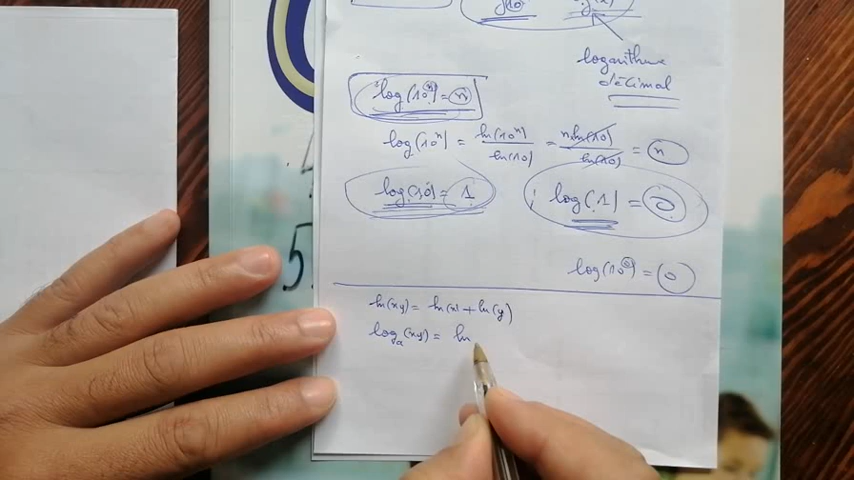 logarithme
décimal
log(10ⁿ) = n
log(10ⁿ) = ln(10ⁿ)/ln(10) = n ln(10)/ln(10) = n
log(10) = 1 log(1) = 0
log(10⁰) = 0
ln(xy) = ln(x) + ln(y)
logₐ(xy) = ln
5